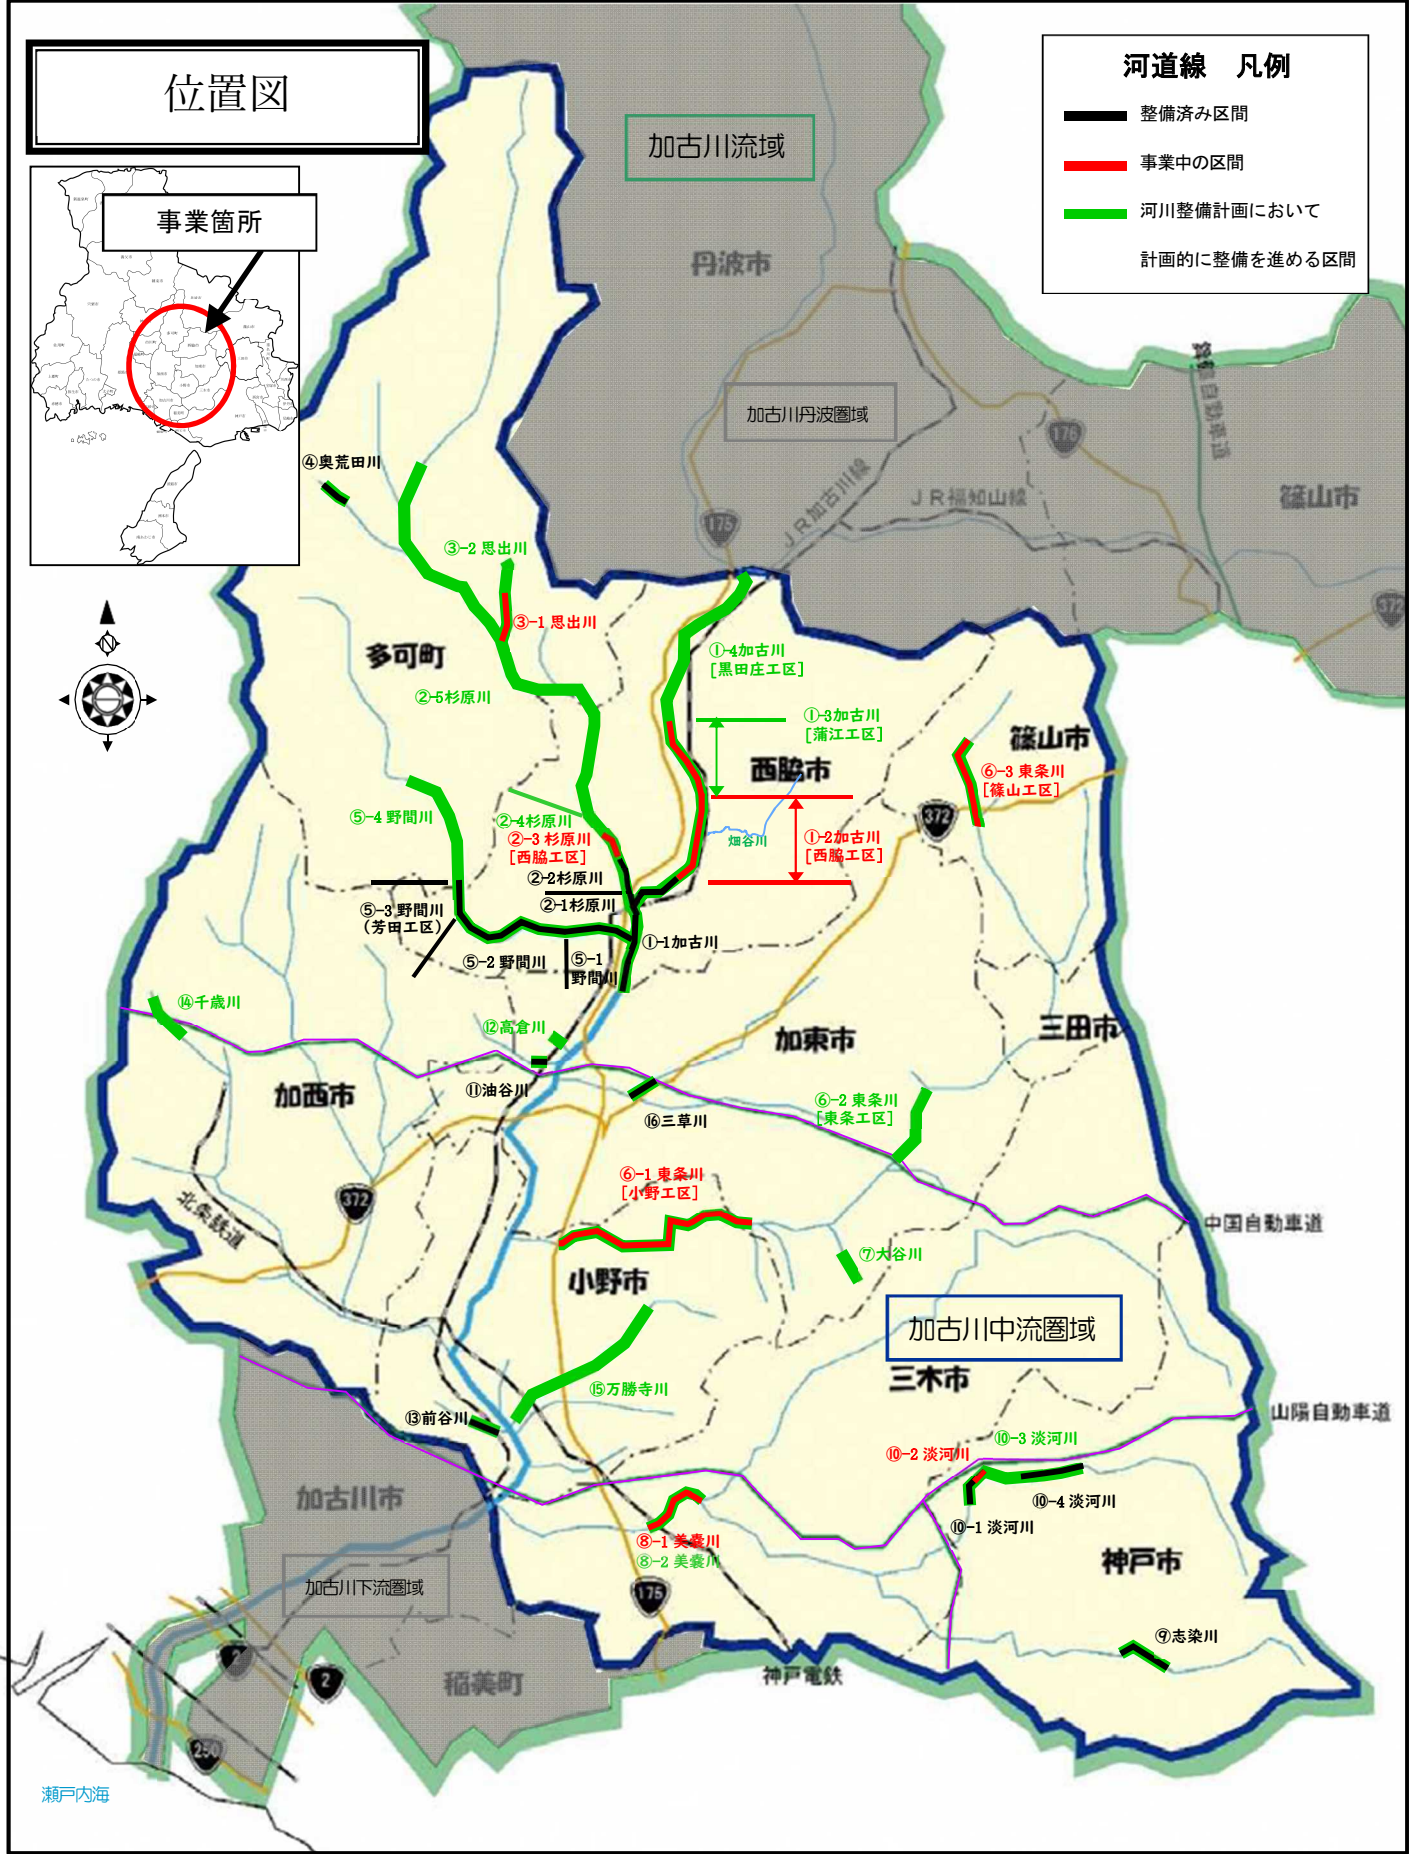 位置図
河道線 凡例
整備済み区間
事業中の区間
河川整備計画において
計画的に整備を進める区間
事業箇所
加古川流域
丹波市
加古川丹波圏域
176
175
JR加古川線
JR福知山線
篠山市
372
④奥荒田川
③-2 思出川
③-1 思出川
多可町
②-5杉原川
①-4加古川
[黒田庄工区]
①-3加古川
[蒲江工区]
西脇市
篠山市
⑥-3 東条川
[篠山工区]
372
⑤-4 野間川
②-4杉原川
②-3 杉原川
[西脇工区]
畑谷川
①-2加古川
[西脇工区]
②-2杉原川
②-1杉原川
⑤-3 野間川
(芳田工区)
①-1加古川
⑤-2 野間川
⑤-1
野間川
⑭千歳川
⑫高倉川
加東市
三田市
加西市
⑪油谷川
⑯三草川
⑥-2 東条川
[東条工区]
⑥-1 東条川
[小野工区]
372
北条鉄道
中国自動車道
⑦大谷川
小野市
加古川中流圏域
三木市
⑮万勝寺川
⑬前谷川
山陽自動車道
⑩-3 淡河川
⑩-2 淡河川
加古川市
⑩-4 淡河川
⑩-1 淡河川
⑧-1 美嚢川
⑧-2 美嚢川
神戸市
加古川下流圏域
175
⑨志染川
神戸電鉄
稲美町
2
2
250
瀬戸内海
N